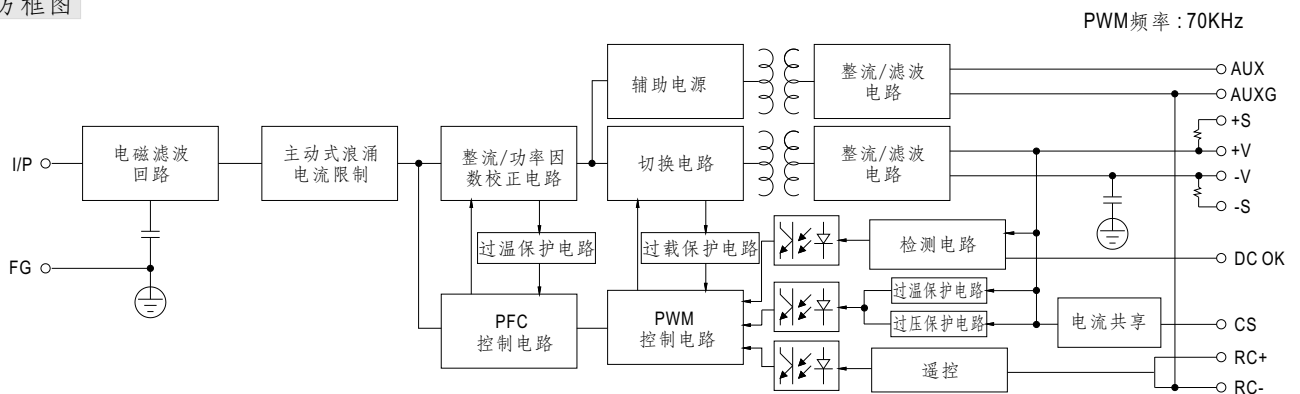 方框图
PWM频率 : 70KHz
辅助电源
整流/滤波
电路
AUX
AUXG
+S
I/P
电磁滤波
回路
主动式浪涌
电流限制
整流/功率因
数校正电路
切换电路
整流/滤波
电路
+V
-V
-S
过温保护电路
过载保护电路
检测电路
FG
DC OK
过温保护电路
PFC
控制电路
PWM
控制电路
过压保护电路
电流共享
CS
遥控
RC+
RC-